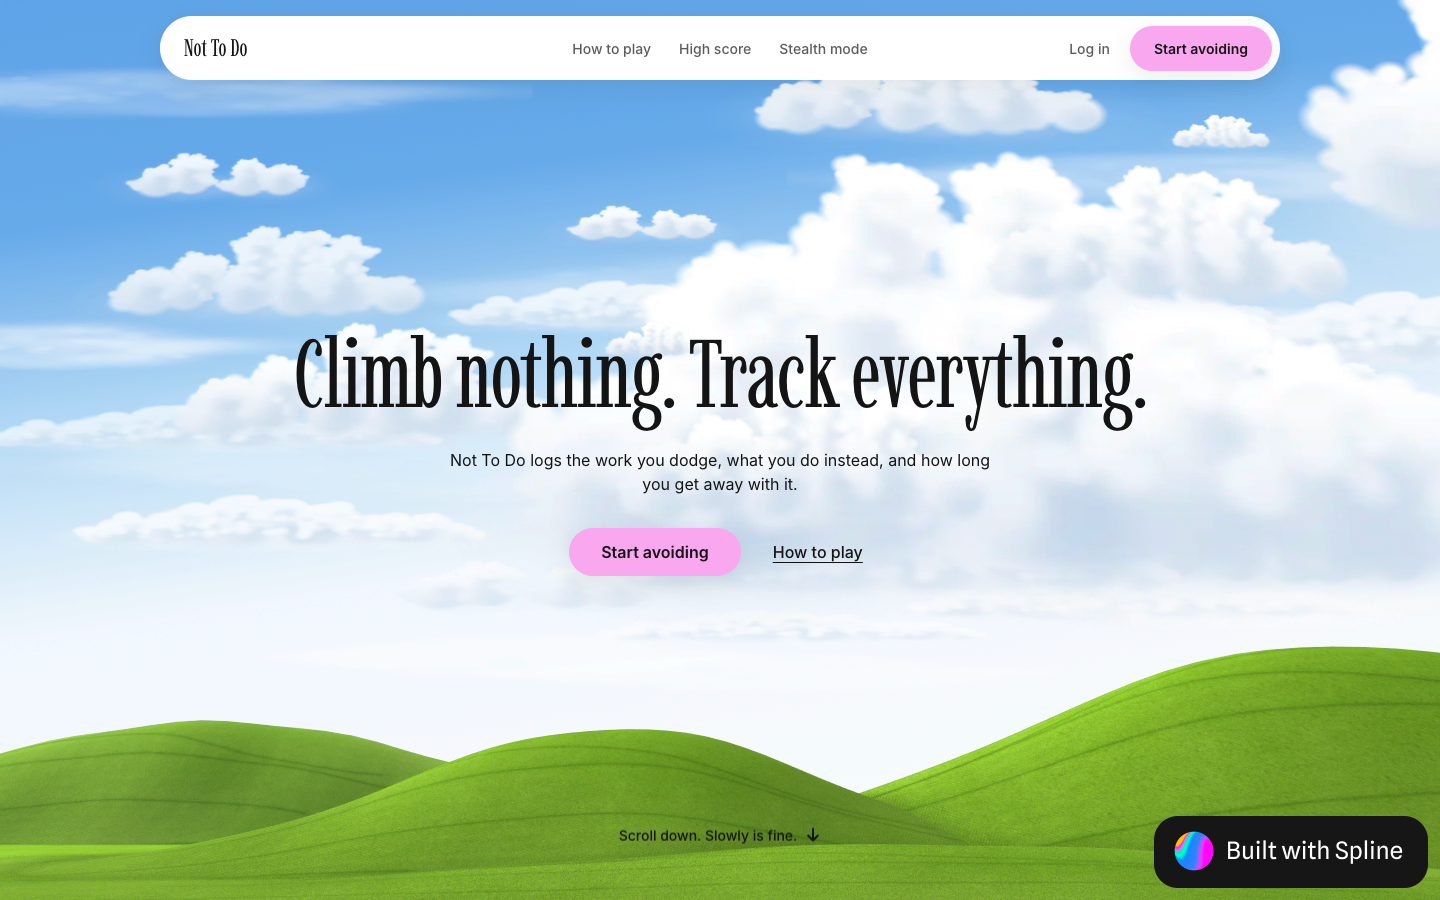 Not To Do
How to play
High score
Stealth mode
Log in
Start avoiding
Climb nothing. Track everything.
Not To Do logs the work you dodge, what you do instead, and how long
you get away with it.
Start avoiding
How to play
Scroll down. Slowly is fine.
Built with Spline